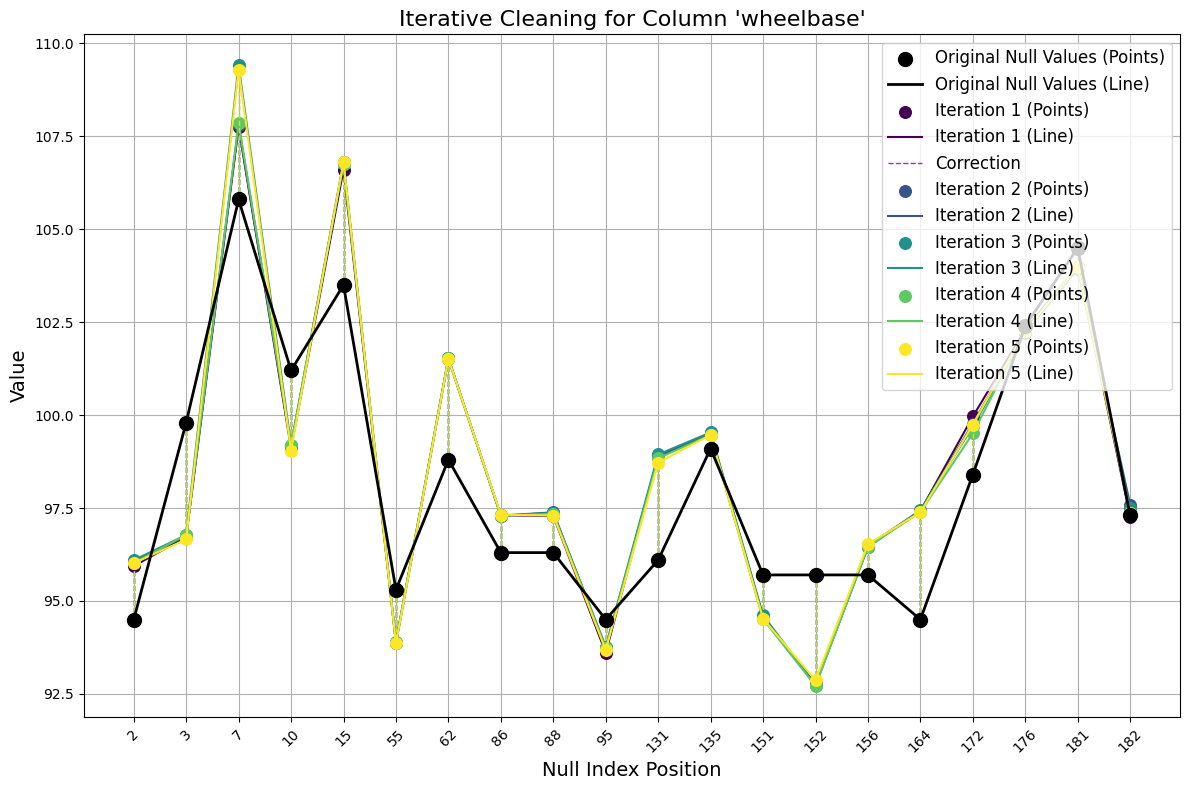 Iterative Cleaning for Column 'wheelbase'
Original Null Values (Points)
Original Null Values (Line)
Iteration 1 (Points)
Iteration 1 (Line)
Correction
Iteration 2 (Points)
Iteration 2 (Line)
Iteration 3 (Points)
Iteration 3 (Line)
Iteration 4 (Points)
Iteration 4 (Line)
Iteration 5 (Points)
Iteration 5 (Line)
Value
110.0
107.5
105.0
102.5
100.0
97.5
95.0
92.5
2 3 7 10 15 55 62 86 88 95 131 135 151 152 156 164 172 176 181 182
Null Index Position